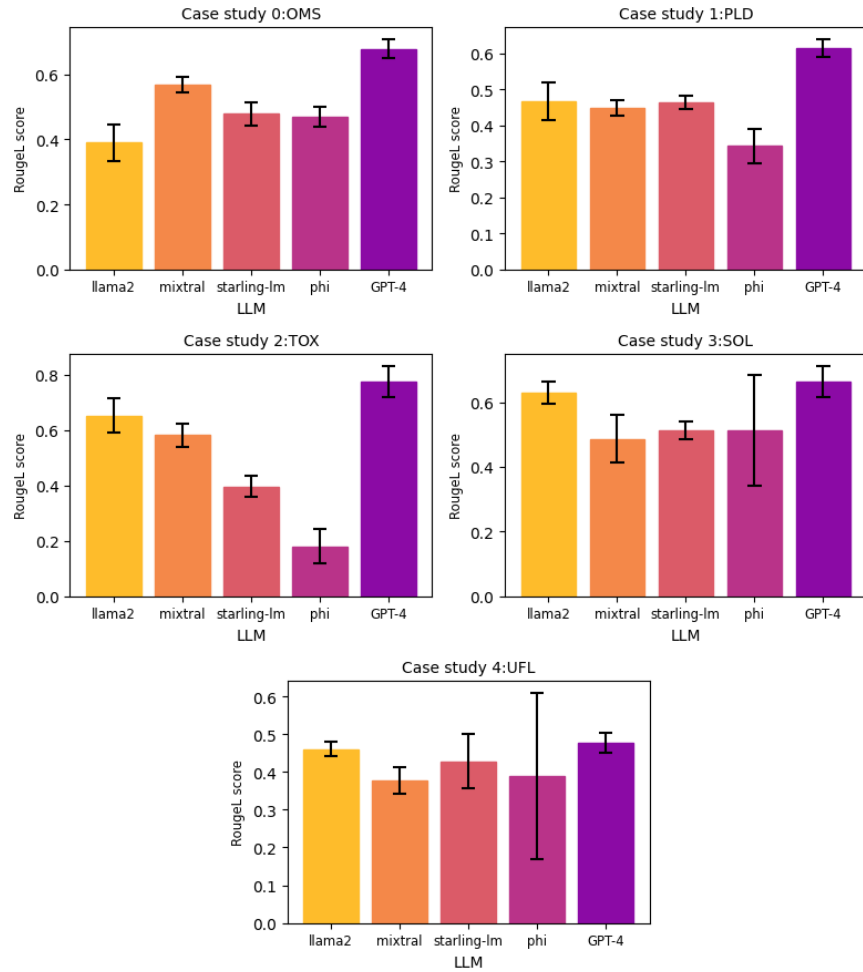 Case study 0:OMS
RougeL score
0.6
0.4
0.2
0.0
llama2 mixtral starling-lm phi GPT-4
LLM
Case study 1:PLD
RougeL score
0.6
0.5
0.4
0.3
0.2
0.1
0.0
llama2 mixtral starling-lm phi GPT-4
LLM
Case study 2:TOX
RougeL score
0.8
0.6
0.4
0.2
0.0
llama2 mixtral starling-lm phi GPT-4
LLM
Case study 3:SOL
RougeL score
0.6
0.4
0.2
0.0
llama2 mixtral starling-lm phi GPT-4
LLM
Case study 4:UFL
RougeL score
0.6
0.5
0.4
0.3
0.2
0.1
0.0
llama2 mixtral starling-lm phi GPT-4
LLM